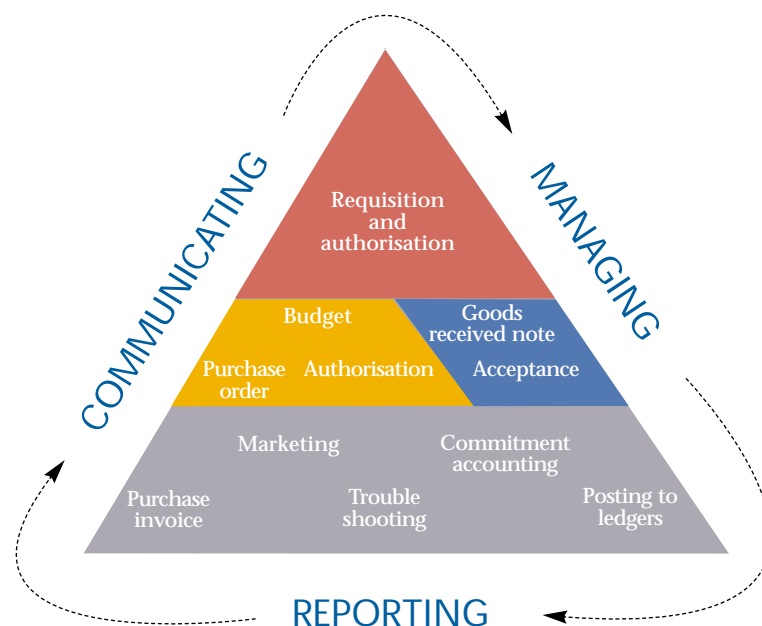 COMMUNICATING
MANAGING
Requisition
and
authorisation
Budget
Purchase
order
Authorisation
Goods
received note
Acceptance
Marketing
Commitment
accounting
Purchase
invoice
Trouble
shooting
Posting to
ledgers
REPORTING